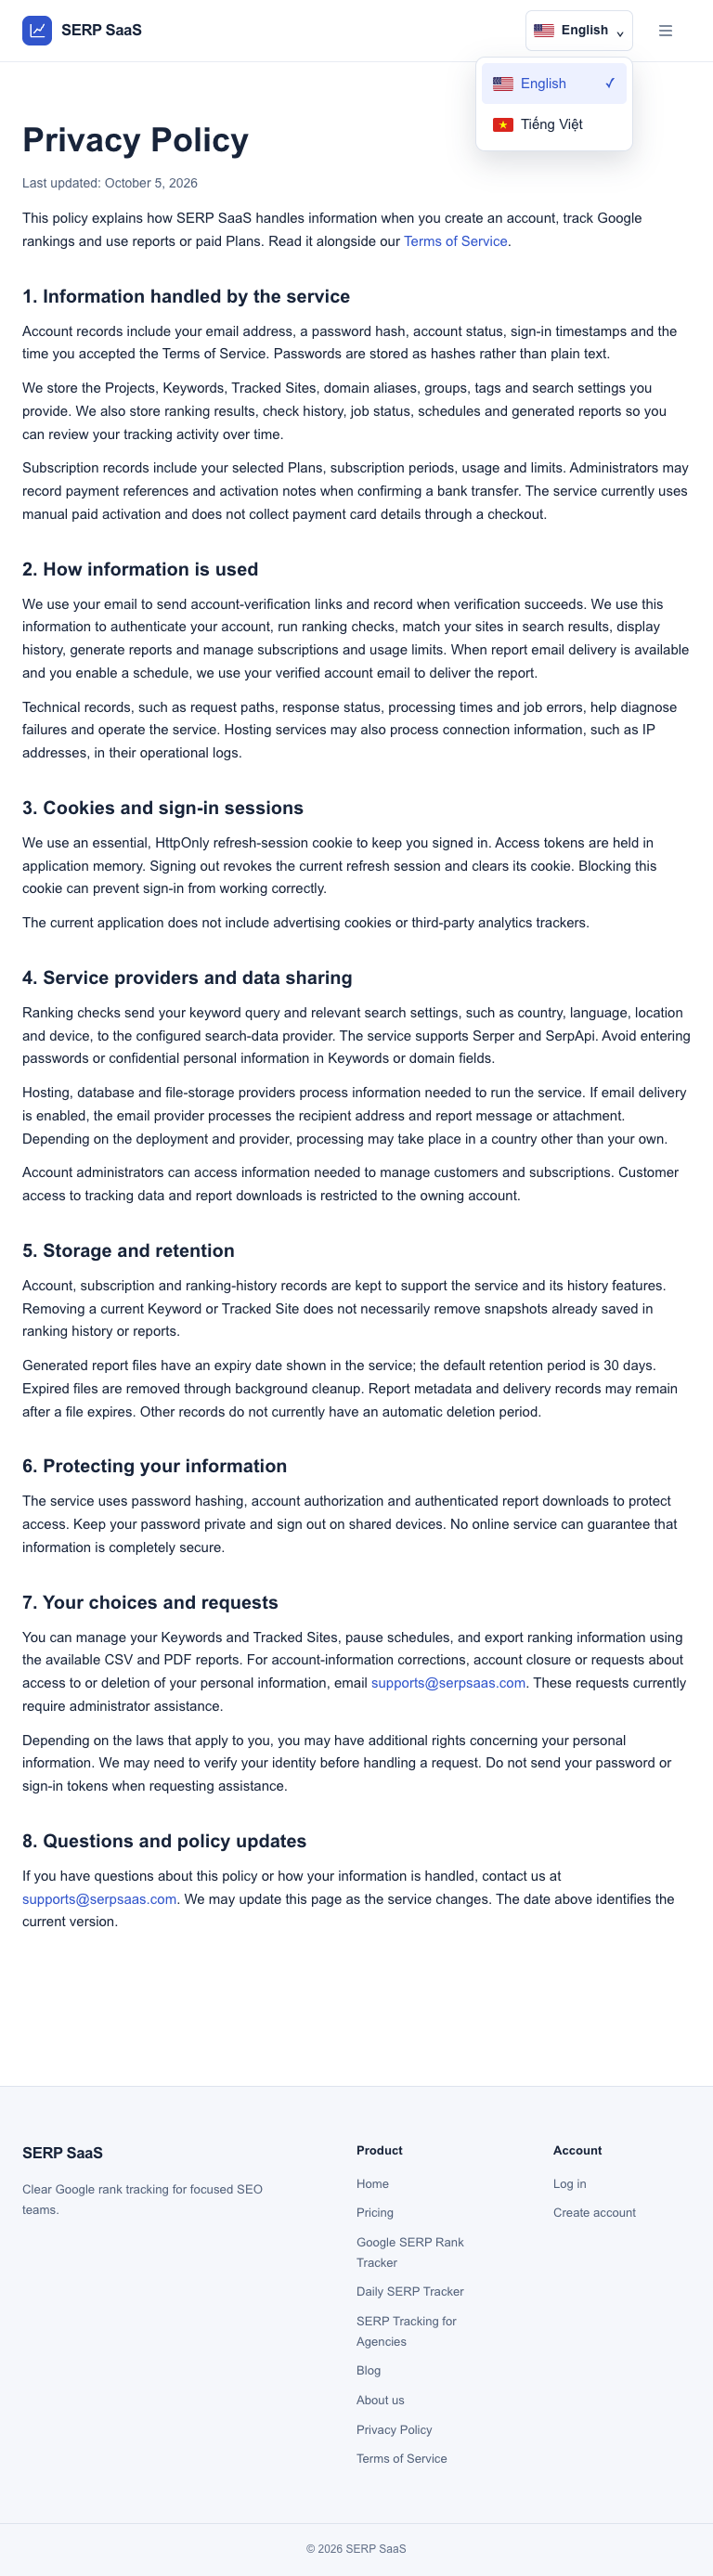 SERP SaaS
English
English
Tiếng Việt
Privacy Policy
Last updated: October 5, 2026
This policy explains how SERP SaaS handles information when you create an account, track Google
rankings and use reports or paid Plans. Read it alongside our Terms of Service.
1. Information handled by the service
Account records include your email address, a password hash, account status, sign-in timestamps and the
time you accepted the Terms of Service. Passwords are stored as hashes rather than plain text.
We store the Projects, Keywords, Tracked Sites, domain aliases, groups, tags and search settings you
provide. We also store ranking results, check history, job status, schedules and generated reports so you
can review your tracking activity over time.
Subscription records include your selected Plans, subscription periods, usage and limits. Administrators may
record payment references and activation notes when confirming a bank transfer. The service currently uses
manual paid activation and does not collect payment card details through a checkout.
2. How information is used
We use your email to send account-verification links and record when verification succeeds. We use this
information to authenticate your account, run ranking checks, match your sites in search results, display
history, generate reports and manage subscriptions and usage limits. When report email delivery is available
and you enable a schedule, we use your verified account email to deliver the report.
Technical records, such as request paths, response status, processing times and job errors, help diagnose
failures and operate the service. Hosting services may also process connection information, such as IP
addresses, in their operational logs.
3. Cookies and sign-in sessions
We use an essential, HttpOnly refresh-session cookie to keep you signed in. Access tokens are held in
application memory. Signing out revokes the current refresh session and clears its cookie. Blocking this
cookie can prevent sign-in from working correctly.
The current application does not include advertising cookies or third-party analytics trackers.
4. Service providers and data sharing
Ranking checks send your keyword query and relevant search settings, such as country, language, location
and device, to the configured search-data provider. The service supports Serper and SerpApi. Avoid entering
passwords or confidential personal information in Keywords or domain fields.
Hosting, database and file-storage providers process information needed to run the service. If email delivery
is enabled, the email provider processes the recipient address and report message or attachment.
Depending on the deployment and provider, processing may take place in a country other than your own.
Account administrators can access information needed to manage customers and subscriptions. Customer
access to tracking data and report downloads is restricted to the owning account.
5. Storage and retention
Account, subscription and ranking-history records are kept to support the service and its history features.
Removing a current Keyword or Tracked Site does not necessarily remove snapshots already saved in
ranking history or reports.
Generated report files have an expiry date shown in the service; the default retention period is 30 days.
Expired files are removed through background cleanup. Report metadata and delivery records may remain
after a file expires. Other records do not currently have an automatic deletion period.
6. Protecting your information
The service uses password hashing, account authorization and authenticated report downloads to protect
access. Keep your password private and sign out on shared devices. No online service can guarantee that
information is completely secure.
7. Your choices and requests
You can manage your Keywords and Tracked Sites, pause schedules, and export ranking information using
the available CSV and PDF reports. For account-information corrections, account closure or requests about
access to or deletion of your personal information, email supports@serpsaas.com. These requests currently
require administrator assistance.
Depending on the laws that apply to you, you may have additional rights concerning your personal
information. We may need to verify your identity before handling a request. Do not send your password or
sign-in tokens when requesting assistance.
8. Questions and policy updates
If you have questions about this policy or how your information is handled, contact us at
supports@serpsaas.com. We may update this page as the service changes. The date above identifies the
current version.
SERP SaaS
Clear Google rank tracking for focused SEO
teams.
Product
Home
Pricing
Google SERP Rank
Tracker
Daily SERP Tracker
SERP Tracking for
Agencies
Blog
About us
Privacy Policy
Terms of Service
Account
Log in
Create account
© 2026 SERP SaaS